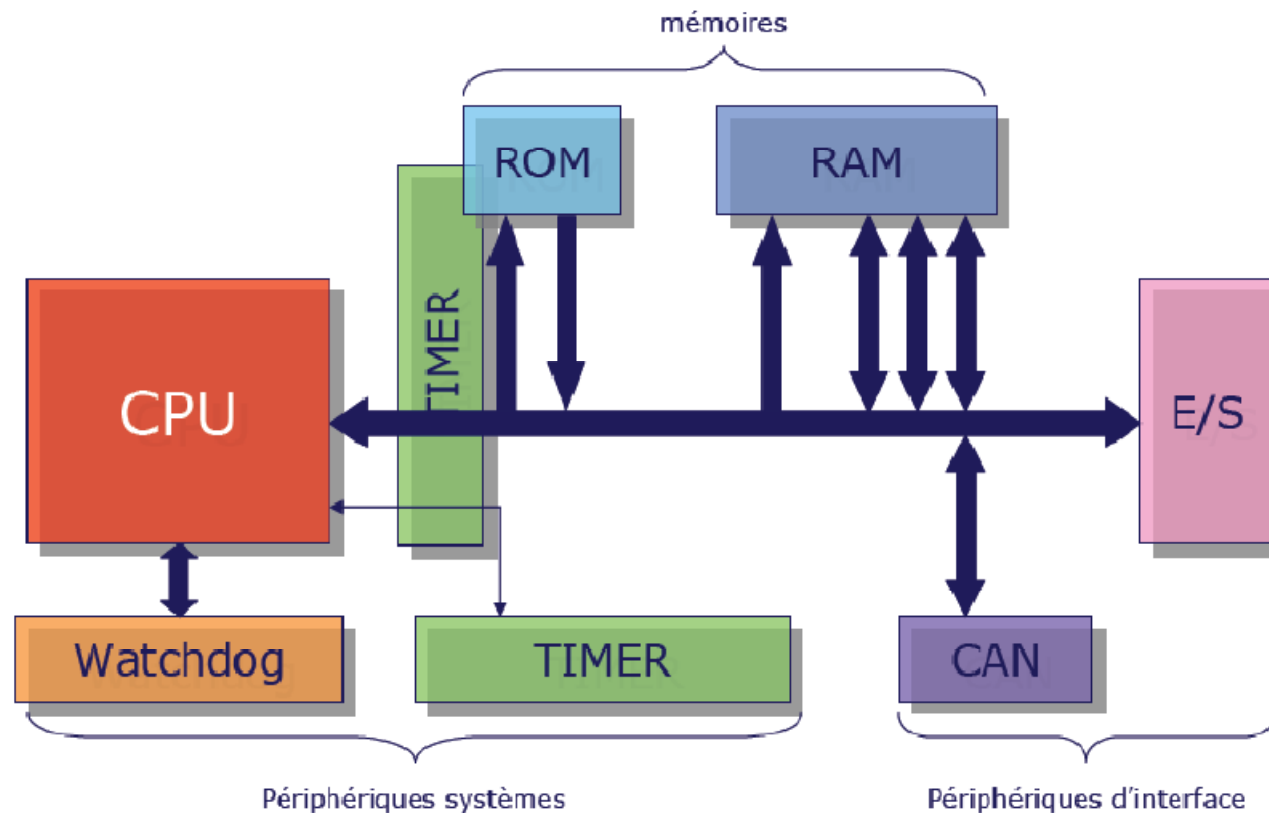 mémoires
ROM
RAM
TIMER
CPU
E/S
Watchdog
TIMER
CAN
Périphériques systèmes
Périphériques d'interface